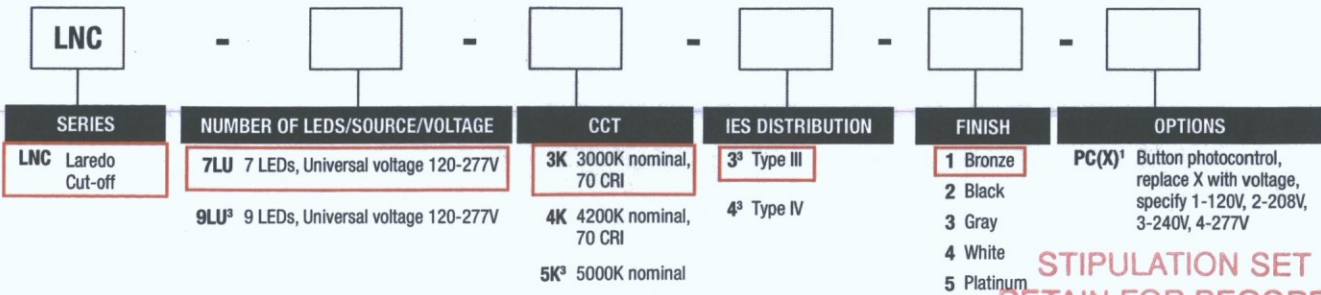 LNC - - - - -
SERIES
LNC Laredo
Cut-off
NUMBER OF LEDS/SOURCE/VOLTAGE
7LU 7 LEDs, Universal voltage 120-277V
9LU³ 9 LEDs, Universal voltage 120-277V
CCT
3K 3000K nominal,
70 CRI
4K 4200K nominal,
70 CRI
5K³ 5000K nominal
IES DISTRIBUTION
3³ Type III
4³ Type IV
FINISH
1 Bronze
2 Black
3 Gray
4 White
5 Platinum
OPTIONS
PC(X)¹ Button photocontrol,
replace X with voltage,
specify 1-120V, 2-208V,
3-240V, 4-277V
STIPULATION SET
RETAIN FOR RECORD